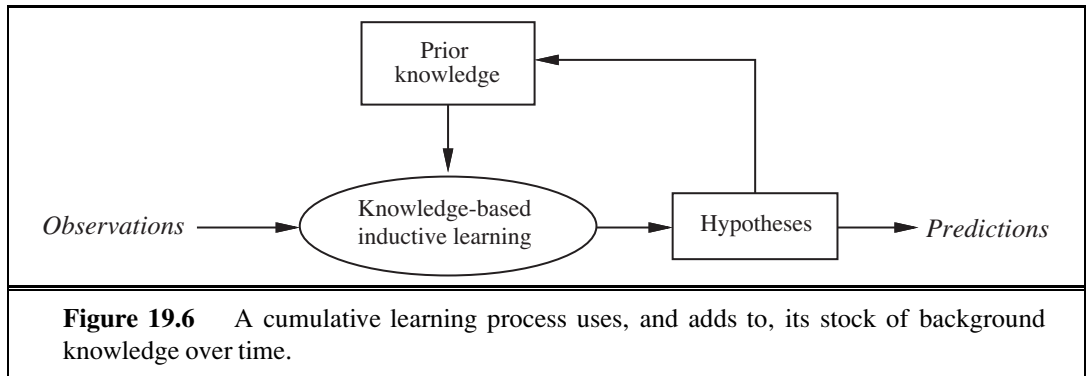 Prior
knowledge
Observations
Knowledge-based
inductive learning
Hypotheses
Predictions
Figure 19.6 A cumulative learning process uses, and adds to, its stock of background
knowledge over time.